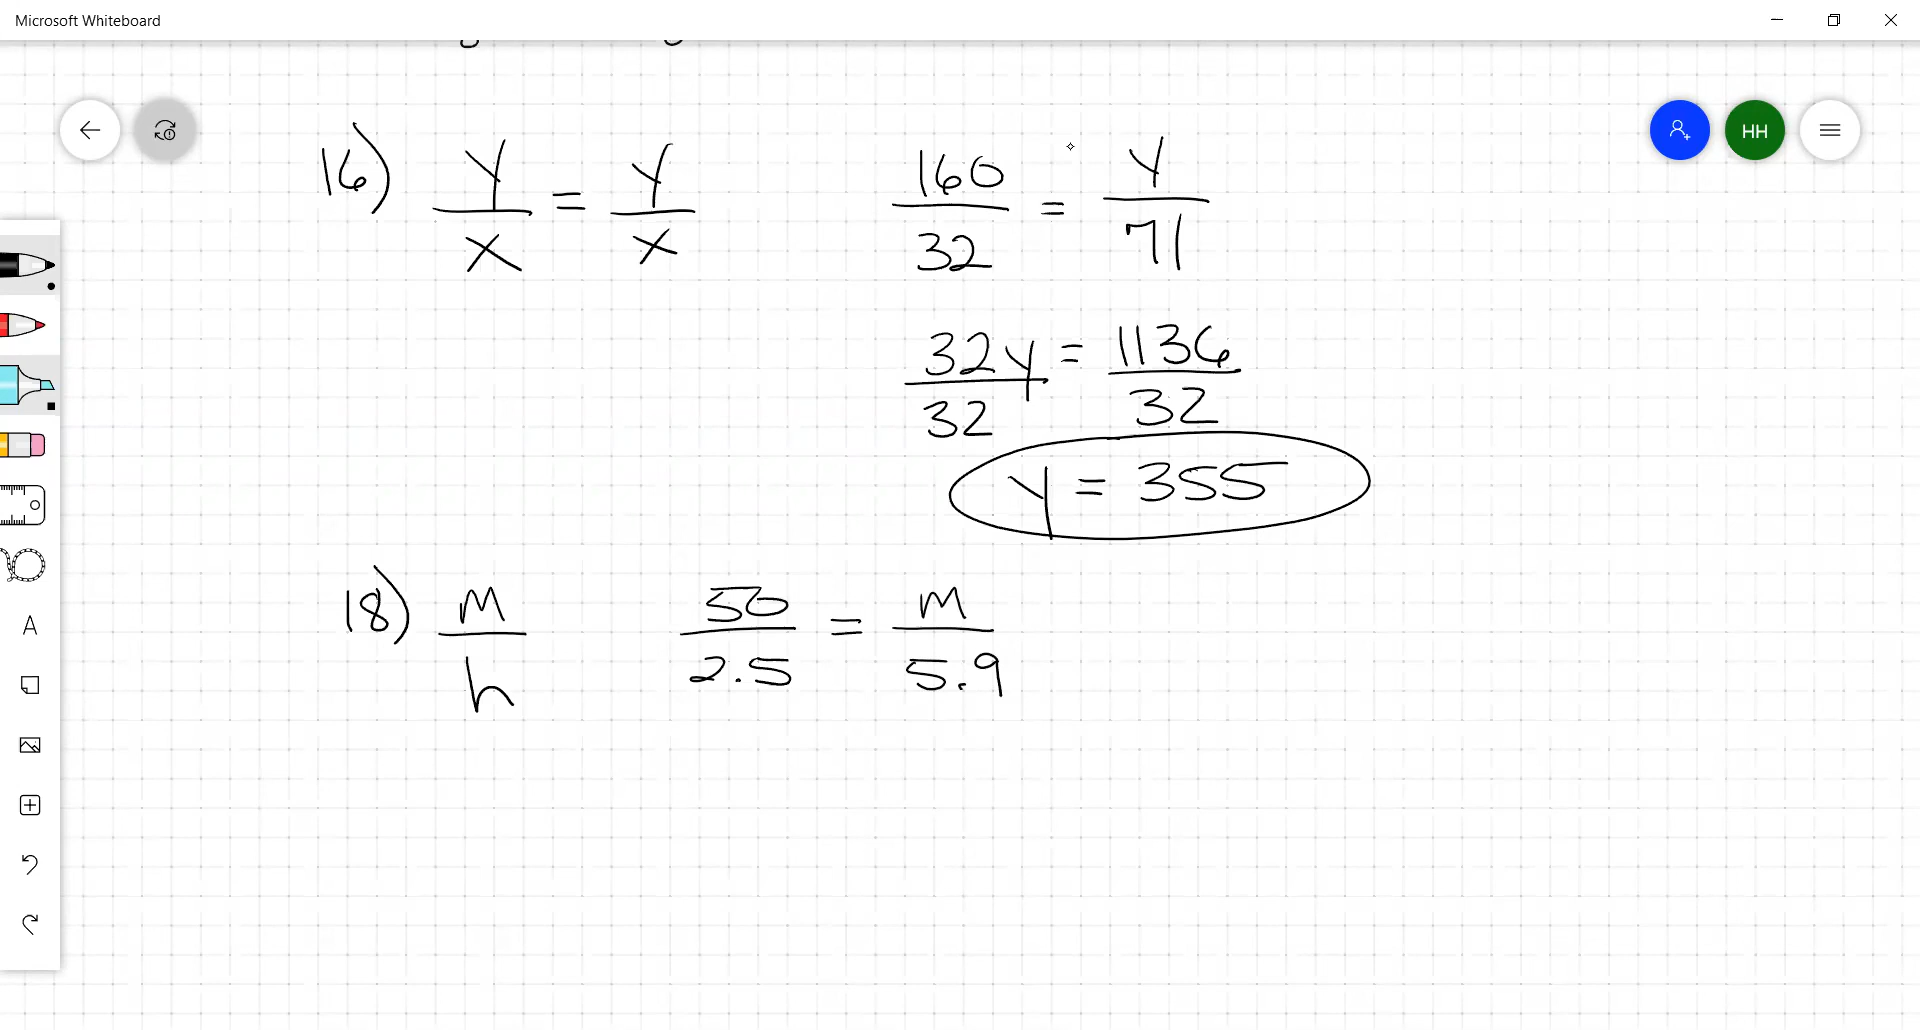 Microsoft Whiteboard
HH
16) Y/X = Y/X 160/32 = Y/71
32Y/32 = 1136/32
Y = 355
18) M/h 50/2.5 = M/5.9
A